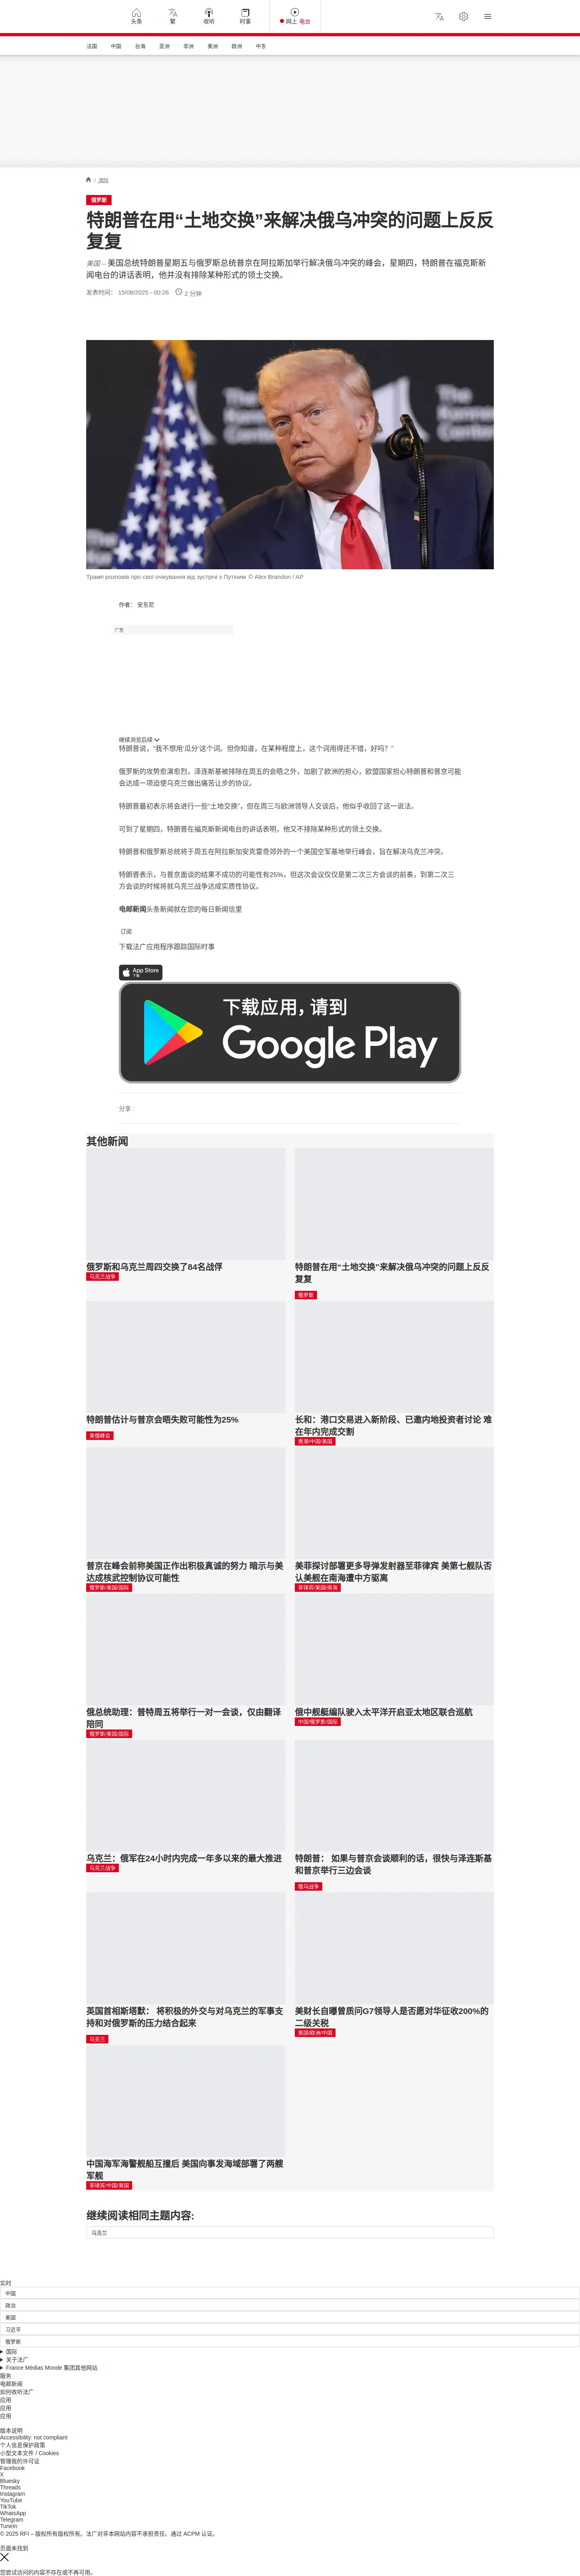 头条
繁
收听
时事
网上 电台
法国 中国 台海 亚洲 非洲 美洲 欧洲 中东
/ 国际
俄罗斯
特朗普在用“土地交换”来解决俄乌冲突的问题上反反
复复
美国 – 美国总统特朗普星期五与俄罗斯总统普京在阿拉斯加举行解决俄乌冲突的峰会，星期四，特朗普在福克斯新
闻电台的讲话表明，他并没有排除某种形式的领土交换。
发表时间： 15/08/2025 - 00:26 2 分钟
Трамп розповів про свої очікування від зустрічі з Путіним © Alex Brandon / AP
作者： 安东尼
广告
继续浏览后续
特朗普说，"我不想用‘瓜分’这个词。但你知道，在某种程度上，这个词用得还不错，好吗？"
俄罗斯的攻势愈演愈烈，泽连斯基被排除在周五的会晤之外，加剧了欧洲的担心，欧盟国家担心特朗普和普京可能
会达成一项迫使乌克兰做出痛苦让步的协议。
特朗普最初表示将会进行一些“土地交换”，但在周三与欧洲领导人交谈后，他似乎收回了这一说法。
可到了星期四，特朗普在福克斯新闻电台的讲话表明，他又不排除某种形式的领土交换。
特朗普和俄罗斯总统将于周五在阿拉斯加安克雷奇郊外的一个美国空军基地举行峰会，旨在解决乌克兰冲突。
特朗普表示，与普京面谈的结果不成功的可能性有25%，但这次会议仅仅是第二次三方会谈的前奏，到第二次三
方会谈的时候将就乌克兰战争达成实质性协议。
电邮新闻头条新闻就在您的每日新闻信里
订阅
下载法广应用程序跟踪国际时事
App Store
下载
下载应用，请到
Google Play
分享 :
其他新闻
俄罗斯和乌克兰周四交换了84名战俘
乌克兰战争
特朗普在用“土地交换”来解决俄乌冲突的问题上反反
复复
俄罗斯
特朗普估计与普京会晤失败可能性为25%
美俄峰会
长和：港口交易进入新阶段、已邀内地投资者讨论 难
在年内完成交割
香港/中国/美国
普京在峰会前称美国正作出积极真诚的努力 暗示与美
达成核武控制协议可能性
俄罗斯/美国/国际
美菲探讨部署更多导弹发射器至菲律宾 美第七舰队否
认美舰在南海遭中方驱离
菲律宾/美国/南海
俄总统助理：普特周五将举行一对一会谈，仅由翻译
陪同
俄罗斯/美国/国际
俄中舰艇编队驶入太平洋开启亚太地区联合巡航
中国/俄罗斯/国际
乌克兰：俄军在24小时内完成一年多以来的最大推进
乌克兰战争
特朗普： 如果与普京会谈顺利的话，很快与泽连斯基
和普京举行三边会谈
俄乌战争
英国首相斯塔默： 将积极的外交与对乌克兰的军事支
持和对俄罗斯的压力结合起来
乌克兰
美财长自曝曾质问G7领导人是否愿对华征收200%的
二级关税
美国/欧洲/中国
中国海军海警舰船互撞后 美国向事发海域部署了两艘
军舰
菲律宾/中国/美国
继续阅读相同主题内容:
乌克兰
实时
中国
政治
美国
习近平
俄罗斯
国际
关于法广
France Médias Monde 集团其他网站
服务
电邮新闻
如何收听法广
应用
应用
应用
版本说明
Accessibility: not compliant
个人信息保护政策
小型文本文件 / Cookies
管理我的许可证
Facebook
X
Bluesky
Threads
Instagram
YouTube
TikTok
WhatsApp
Telegram
TuneIn
© 2025 RFI – 版权所有版权所有。法广对非本网站内容不承担责任。通过 ACPM 认证。
页面未找到
您尝试访问的内容不存在或不再可用。